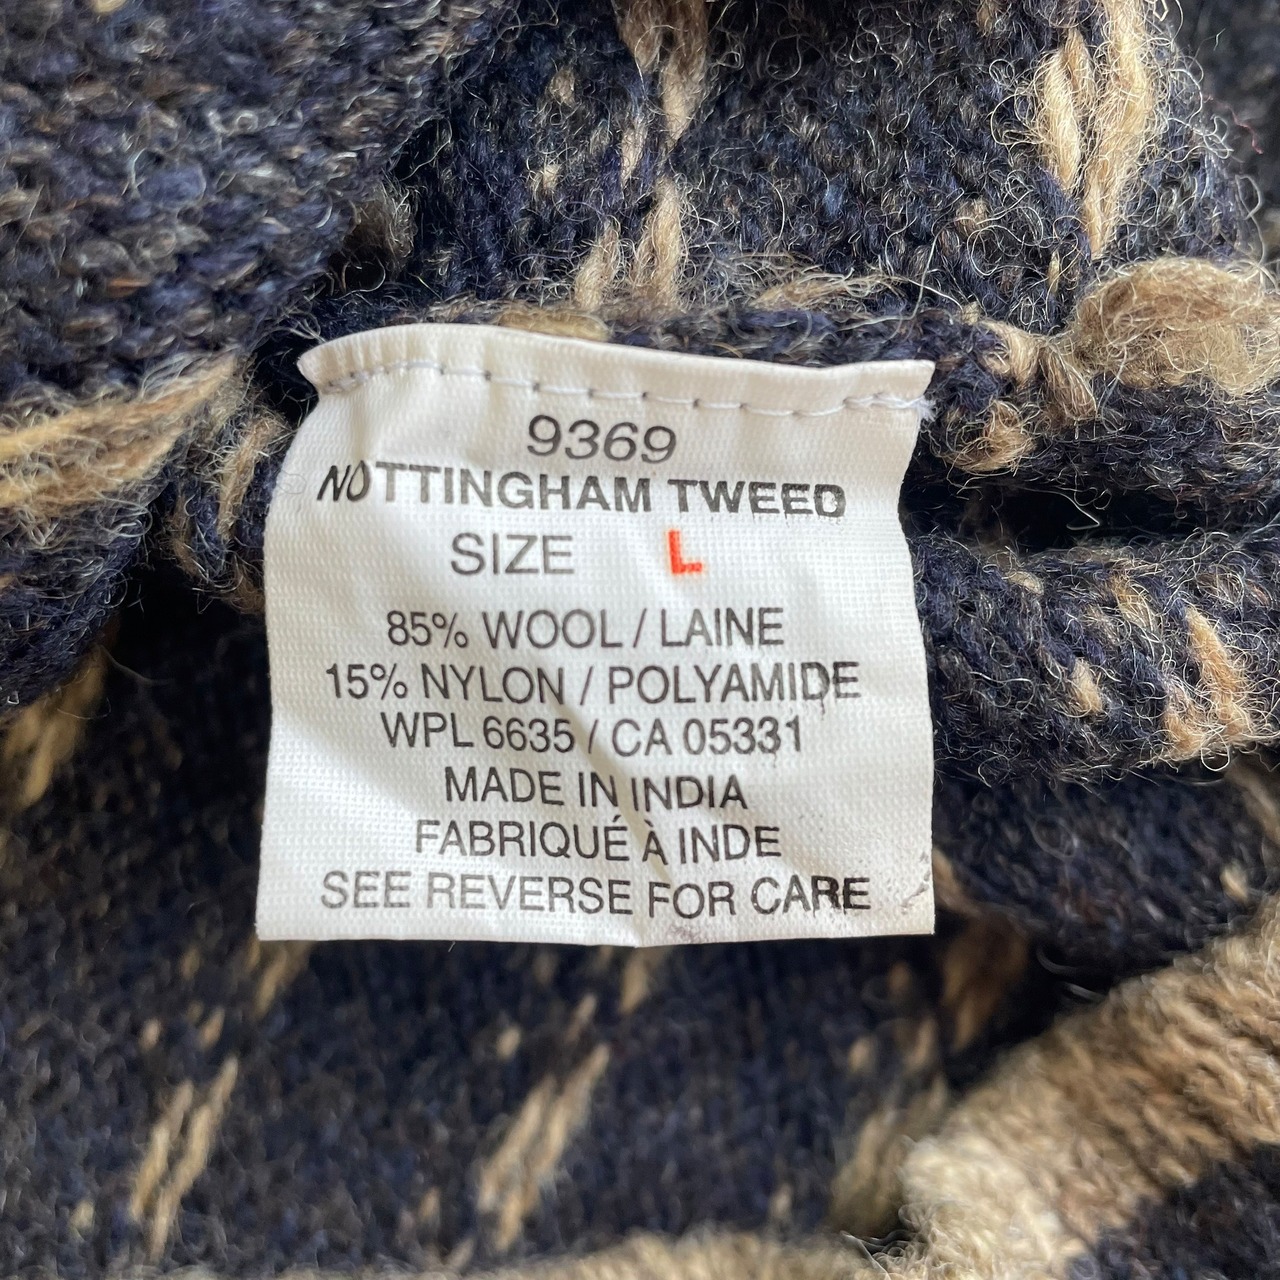 9369
NOTTINGHAM TWEED
SIZE L
85% WOOL / LAINE
15% NYLON / POLYAMIDE
WPL 6635 / CA 05331
MADE IN INDIA
FABRIQUÉ À INDE
SEE REVERSE FOR CARE